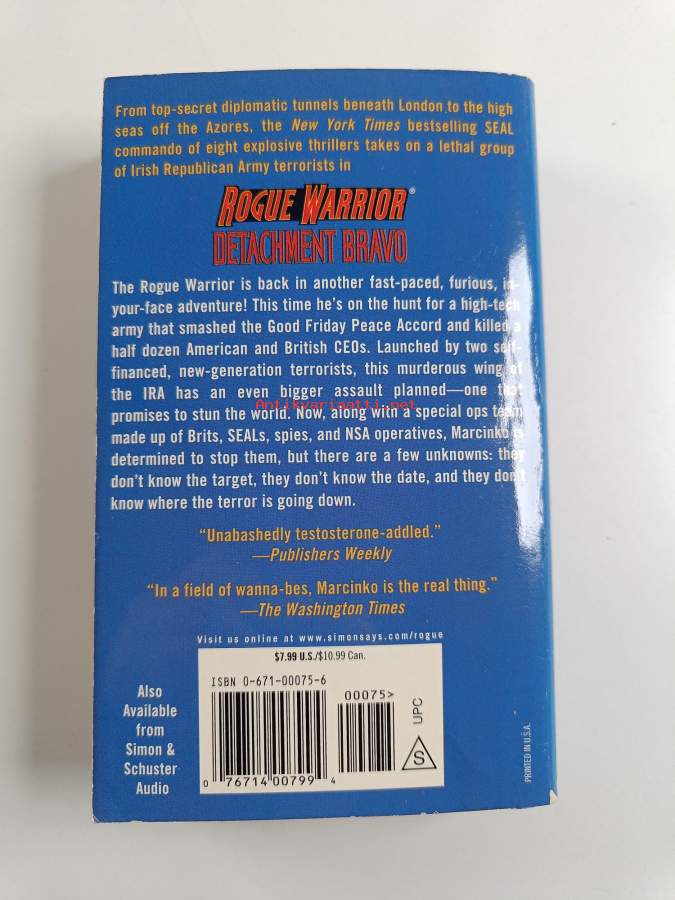 From top-secret diplomatic tunnels beneath London to the high
seas off the Azores, the New York Times bestselling SEAL
commando of eight explosive thrillers takes on a lethal group
of Irish Republican Army terrorists in
ROGUE WARRIOR®
DETACHMENT BRAVO
The Rogue Warrior is back in another fast-paced, furious, in-
your-face adventure! This time he's on the hunt for a high-tech
army that smashed the Good Friday Peace Accord and killed a
half dozen American and British CEOs. Launched by two self-
financed, new-generation terrorists, this murderous wing of
the IRA has an even bigger assault planned—one that
Antikvariaatti.net
promises to stun the world. Now, along with a special ops team
made up of Brits, SEALs, spies, and NSA operatives, Marcinko is
determined to stop them, but there are a few unknowns: they
don't know the target, they don't know the date, and they don't
know where the terror is going down.
"Unabashedly testosterone-addled."
—Publishers Weekly
"In a field of wanna-bes, Marcinko is the real thing."
—The Washington Times
Visit us online at www.simonsays.com/rogue
$7.99 U.S./$10.99 Can.
ISBN 0-671-00075-6
00075>
0 76714 00799 4
UPC
S
Also
Available
from
Simon &
Schuster
Audio
PRINTED IN U.S.A.